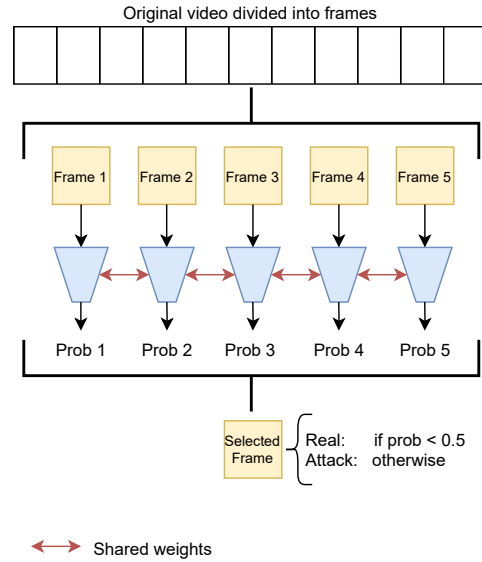 Original video divided into frames
Frame 1 Frame 2 Frame 3 Frame 4 Frame 5
Prob 1 Prob 2 Prob 3 Prob 4 Prob 5
Selected
Frame
Real: if prob < 0.5
Attack: otherwise
Shared weights